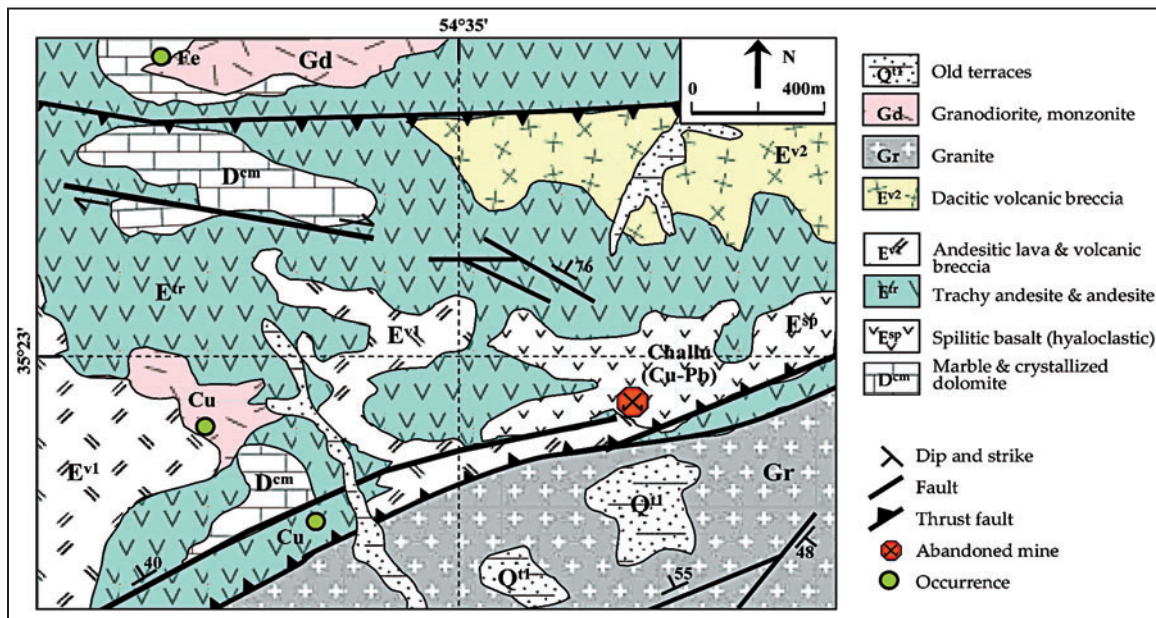 54°35'
Fe
Gd
N
0 400m
Dcm
Ev2
76
Etr
Ev1
Esp
35°23'
Challu
(Cu-Pb)
Cu
Ev1
Dcm
Gr
Qt1
Cu
40
Qt1
55
48
Qt1 Old terraces
Gd Granodiorite, monzonite
Gr Granite
Ev2 Dacitic volcanic breccia
Andesitic lava & volcanic
breccia
Etr Trachy andesite & andesite
Esp Spilitic basalt (hyaloclastic)
Dcm Marble & crystallized
dolomite
Dip and strike
Fault
Thrust fault
Abandoned mine
Occurrence